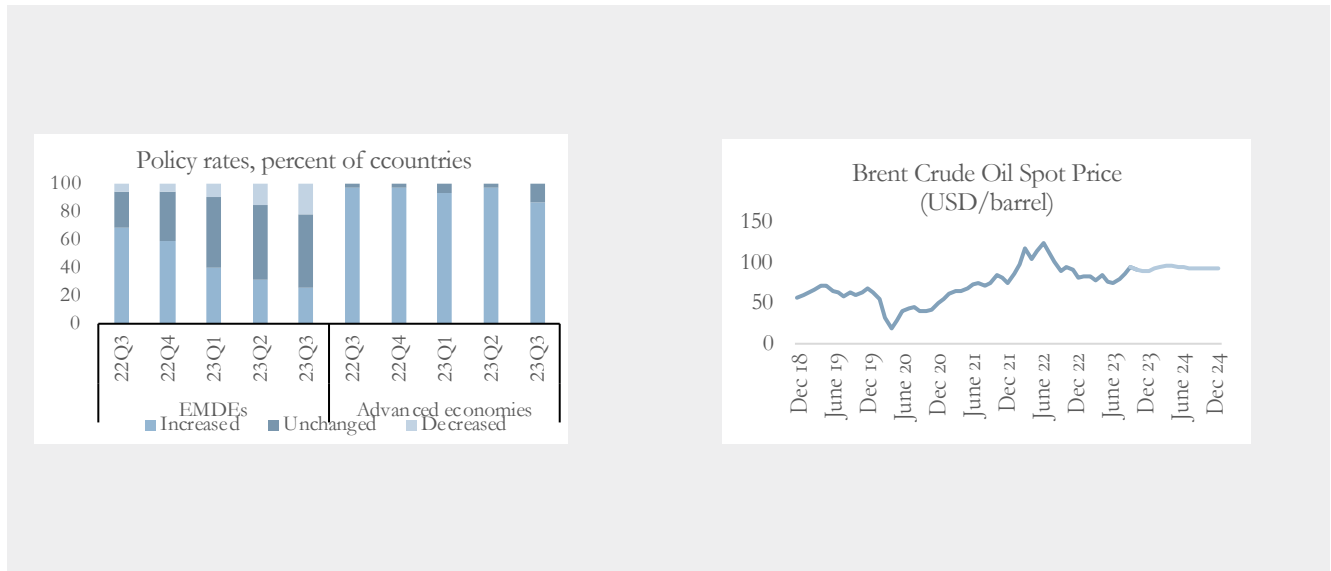 Policy rates, percent of ccountries
100
80
60
40
20
0
22Q3
22Q4
23Q1
23Q2
23Q3
22Q3
22Q4
23Q1
23Q2
23Q3
EMDEs
Advanced economies
Increased
Unchanged
Decreased
Brent Crude Oil Spot Price
(USD/barrel)
150
100
50
0
Dec 18
June 19
Dec 19
June 20
Dec 20
June 21
Dec 21
June 22
Dec 22
June 23
Dec 23
June 24
Dec 24